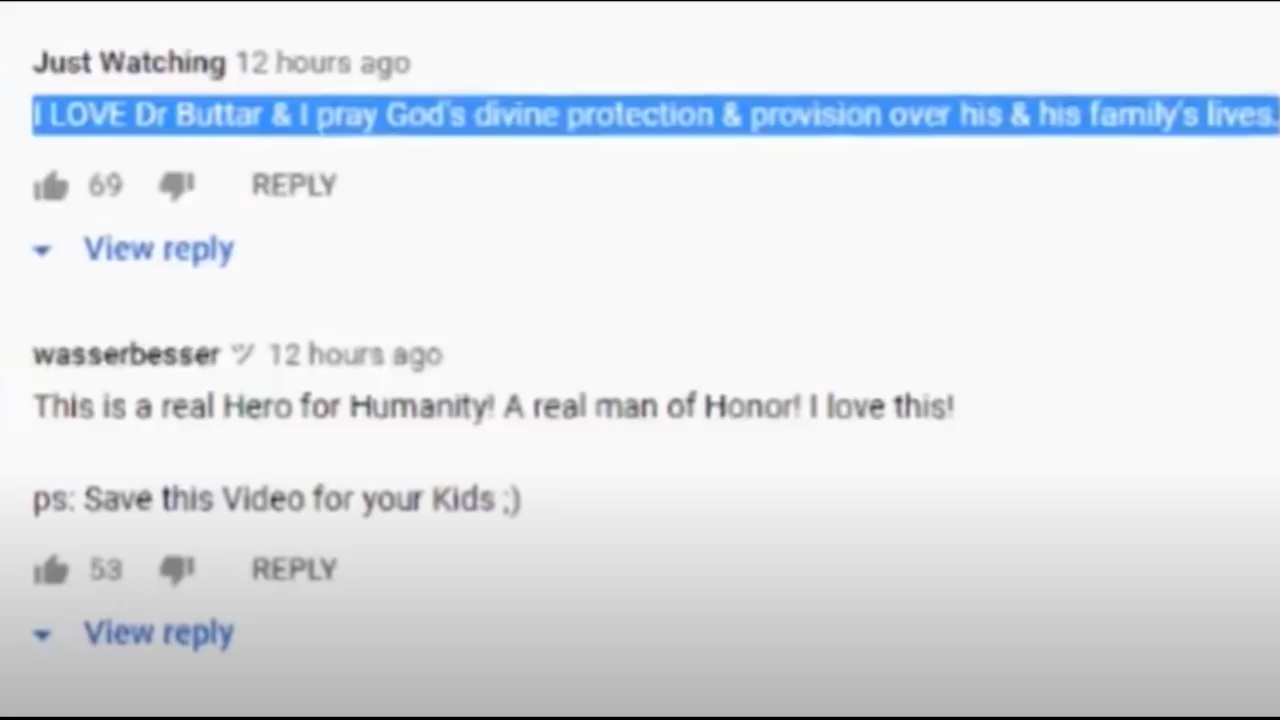 Just Watching 12 hours ago
I LOVE Dr Buttar & I pray God's divine protection & provision over his & his family's lives.
69 REPLY
View reply
wasserbesser ツ 12 hours ago
This is a real Hero for Humanity! A real man of Honor! I love this!
ps: Save this Video for your Kids ;)
53 REPLY
View reply